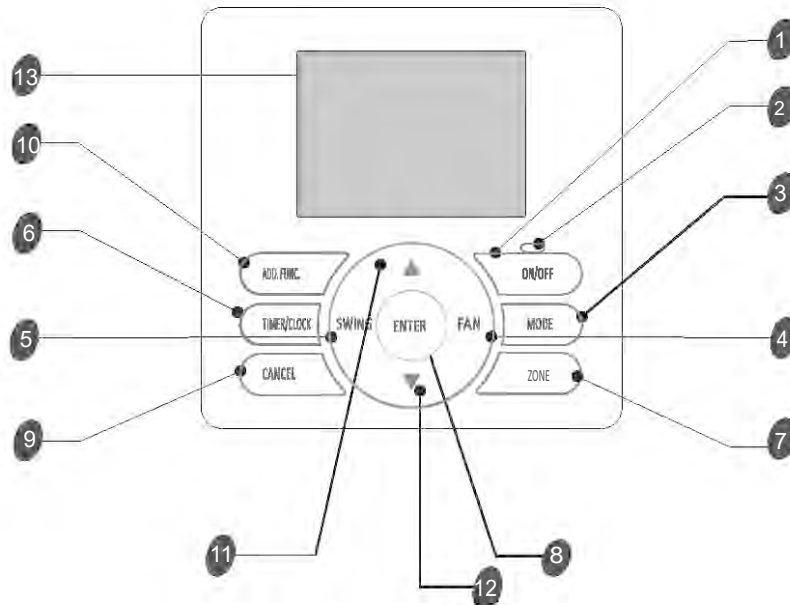 1
13
2
10
3
6
ADD. FUNC.
ON/OFF
TIMER/CLOCK
SWING
ENTER
FAN
MODE
5
4
CANCEL
ZONE
9
7
11
8
12